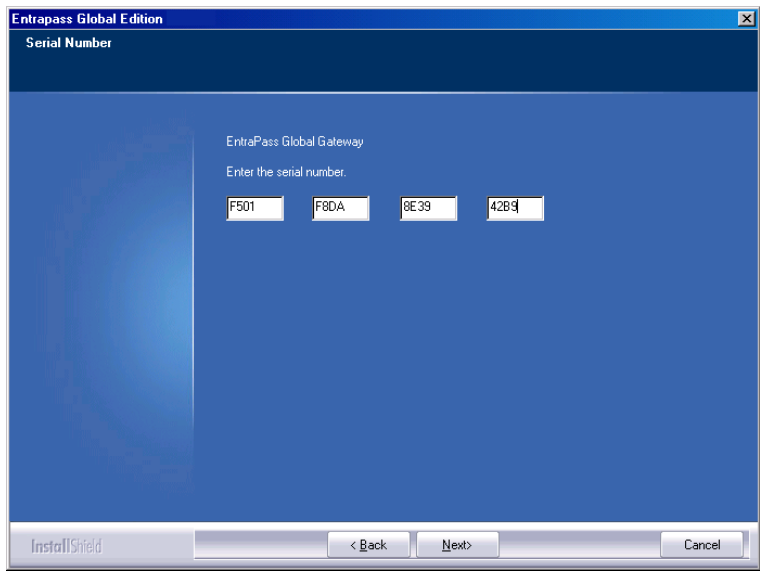 Entrapass Global Edition
Serial Number
EntraPass Global Gateway
Enter the serial number.
F501 F8DA 8E39 42B9
InstallShield
< Back Next> Cancel